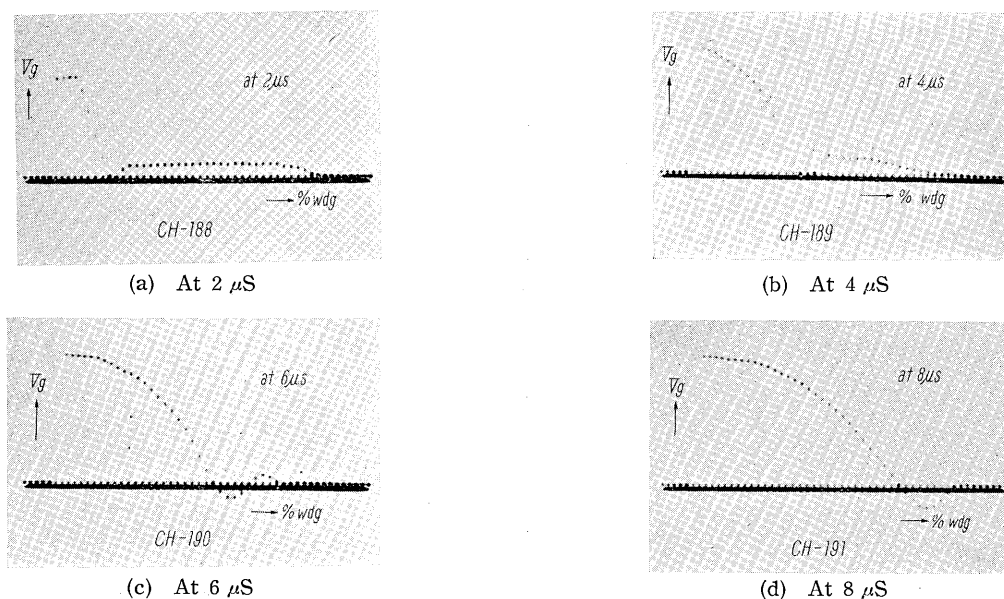 Vg
at 2μs
% wdg
CH-188
(a) At 2 μS
Vg
at 4μs
% wdg
CH-189
(b) At 4 μS
Vg
at 6μs
% wdg
CH-190
(c) At 6 μS
Vg
at 8μs
% wdg
CH-191
(d) At 8 μS